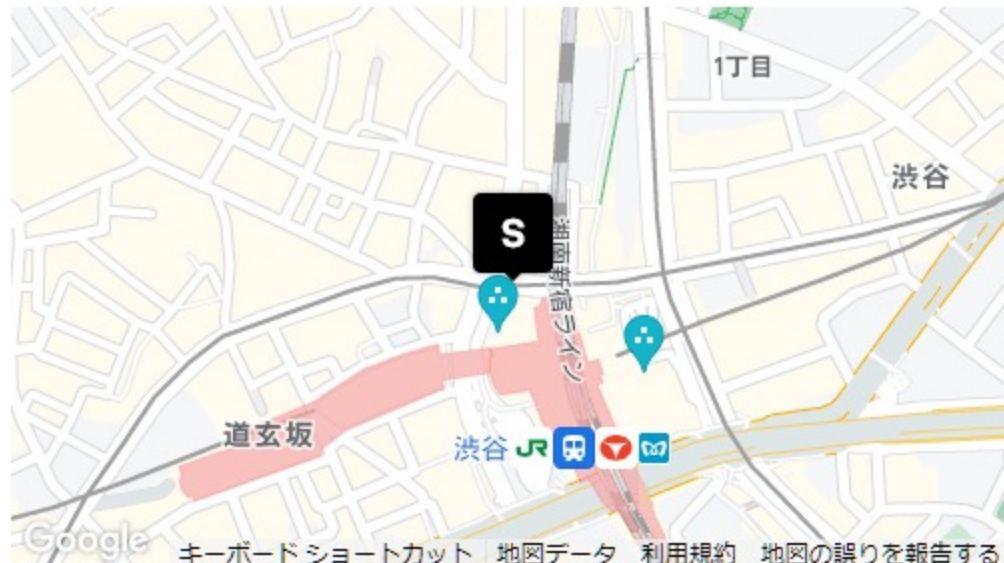 1丁目
渋谷
S
湘南新宿ライン
道玄坂
渋谷 JR
Google
キーボード ショートカット 地図データ 利用規約 地図の誤りを報告する